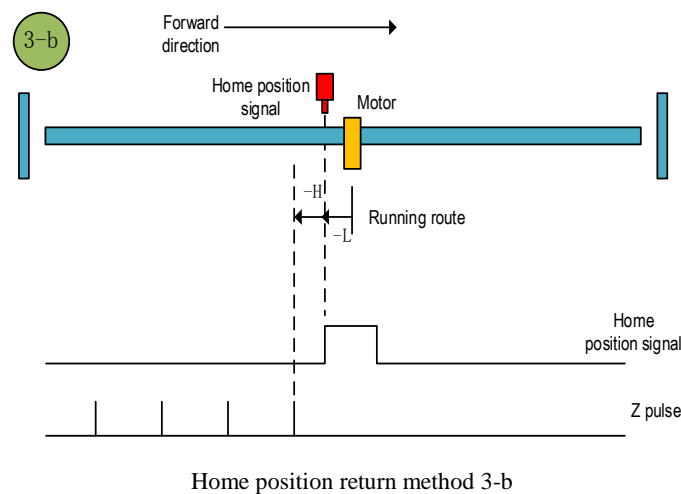 3-b
Forward
direction
Home position
signal
Motor
-H
-L
Running route
Home
position signal
Z pulse
Home position return method 3-b